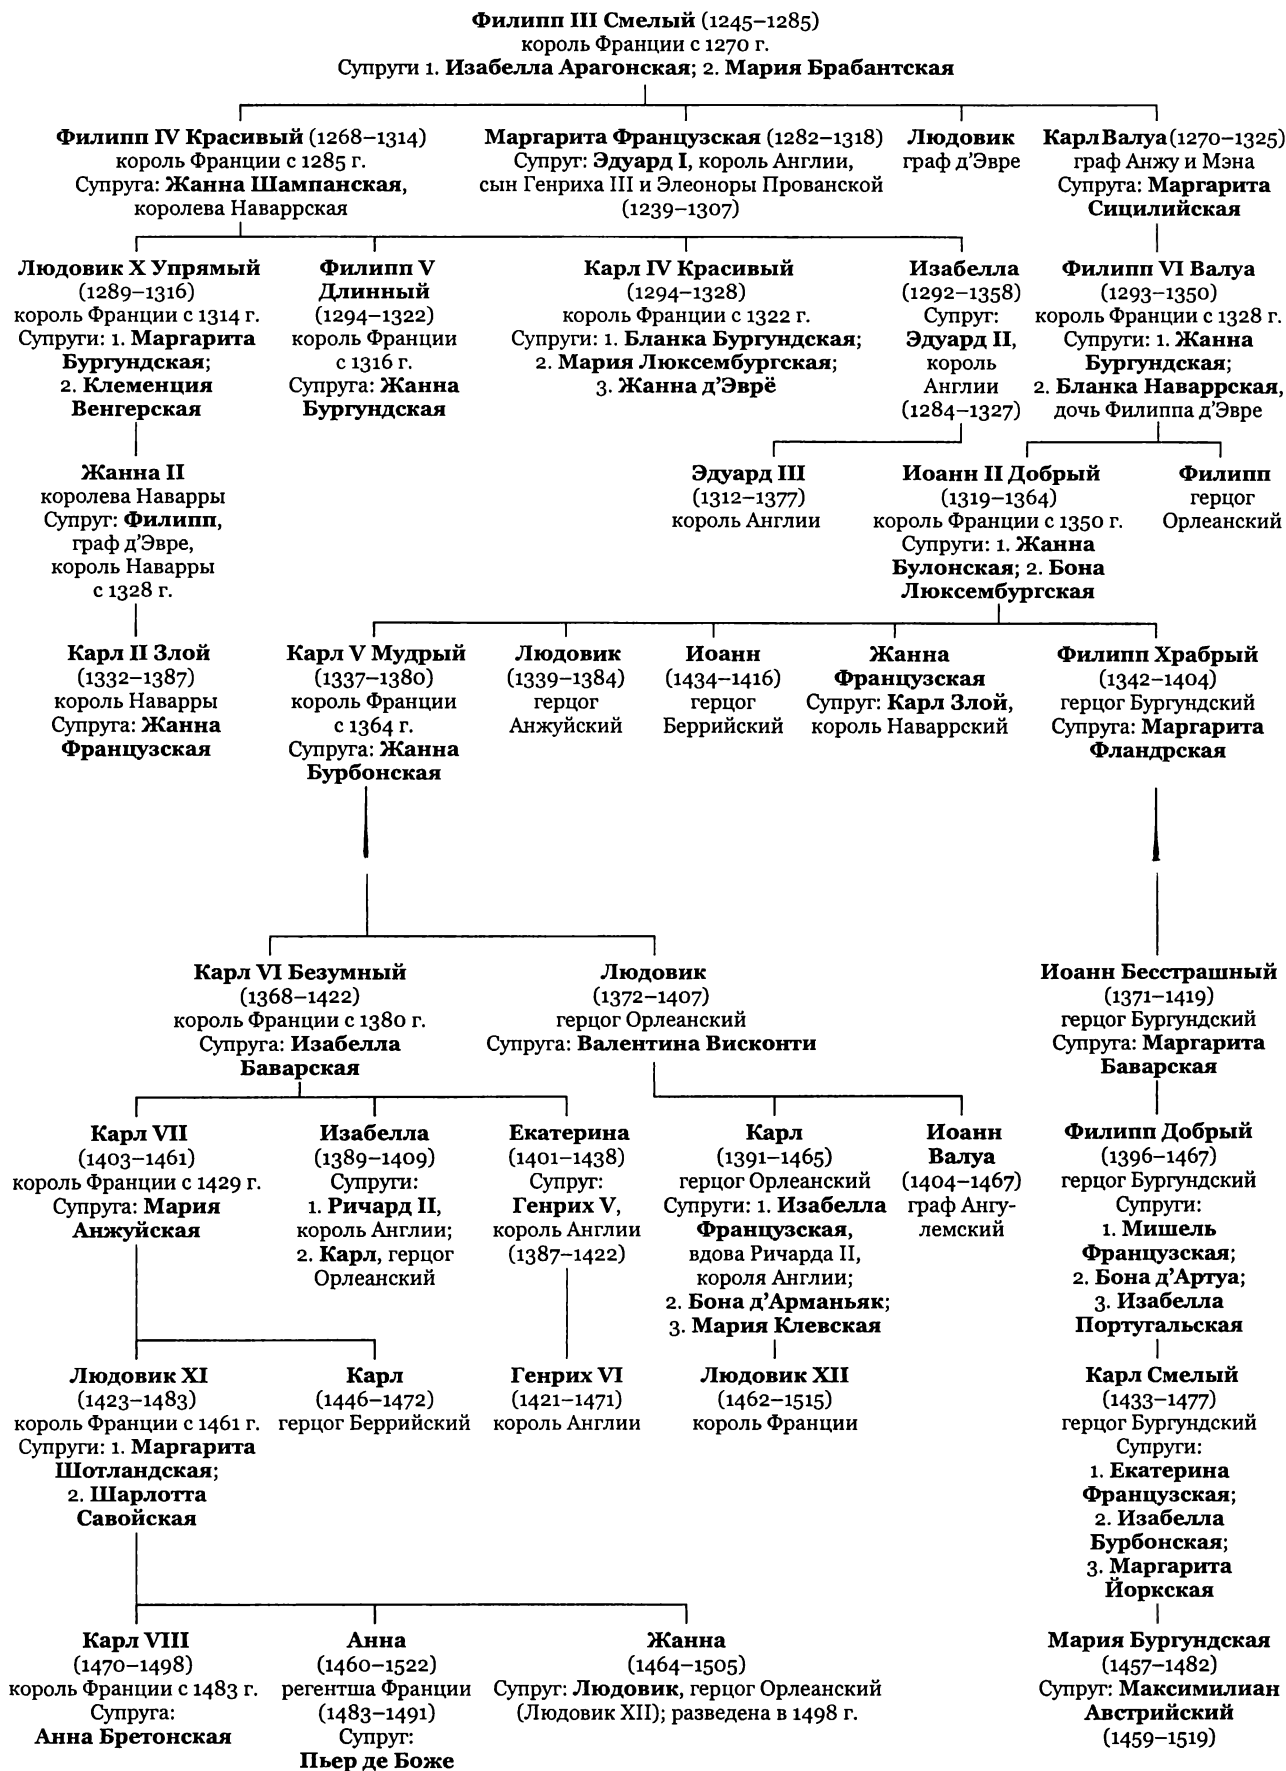 Филипп III Смелый (1245–1285)
король Франции с 1270 г.
Супруги 1. Изабелла Арагонская; 2. Мария Брабантская
Филипп IV Красивый (1268–1314)
король Франции с 1285 г.
Супруга: Жанна Шампанская,
королева Наваррская
Маргарита Французская (1282–1318)
Супруг: Эдуард I, король Англии,
сын Генриха III и Элеоноры Прованской
(1239–1307)
Людовик
граф д’Эвре
Карл Валуа (1270–1325)
граф Анжу и Мэна
Супруга: Маргарита
Сицилийская
Людовик X Упрямый
(1289–1316)
король Франции с 1314 г.
Супруги: 1. Маргарита
Бургундская;
2. Клеменция
Венгерская
Филипп V
Длинный
(1294–1322)
король Франции
с 1316 г.
Супруга: Жанна
Бургундская
Карл IV Красивый
(1294–1328)
король Франции с 1322 г.
Супруги: 1. Бланка Бургундская;
2. Мария Люксембургская;
3. Жанна д’Эврё
Изабелла
(1292–1358)
Супруг:
Эдуард II,
король
Англии
(1284–1327)
Филипп VI Валуа
(1293–1350)
король Франции с 1328 г.
Супруги: 1. Жанна
Бургундская;
2. Бланка Наваррская,
дочь Филиппа д’Эвре
Жанна II
королева Наварры
Супруг: Филипп,
граф д’Эвре,
король Наварры
с 1328 г.
Эдуард III
(1312–1377)
король Англии
Иоанн II Добрый
(1319–1364)
король Франции с 1350 г.
Супруги: 1. Жанна
Булонская; 2. Бона
Люксембургская
Филипп
герцог
Орлеанский
Карл II Злой
(1332–1387)
король Наварры
Супруга: Жанна
Французская
Карл V Мудрый
(1337–1380)
король Франции
с 1364 г.
Супруга: Жанна
Бурбонская
Людовик
(1339–1384)
герцог
Анжуйский
Иоанн
(1434–1416)
герцог
Беррийский
Жанна
Французская
Супруг: Карл Злой,
король Наваррский
Филипп Храбрый
(1342–1404)
герцог Бургундский
Супруга: Маргарита
Фландрская
Карл VI Безумный
(1368–1422)
король Франции с 1380 г.
Супруга: Изабелла
Баварская
Людовик
(1372–1407)
герцог Орлеанский
Супруга: Валентина Висконти
Иоанн Бесстрашный
(1371–1419)
герцог Бургундский
Супруга: Маргарита
Баварская
Карл VII
(1403–1461)
король Франции с 1429 г.
Супруга: Мария
Анжуйская
Изабелла
(1389–1409)
Супруги:
1. Ричард II,
король Англии;
2. Карл, герцог
Орлеанский
Екатерина
(1401–1438)
Супруг:
Генрих V,
король Англии
(1387–1422)
Карл
(1391–1465)
герцог Орлеанский
Супруги: 1. Изабелла
Французская,
вдова Ричарда II,
короля Англии;
2. Бона д’Арманьяк;
3. Мария Клевская
Иоанн
Валуа
(1404–1467)
граф Ангу-
лемский
Филипп Добрый
(1396–1467)
герцог Бургундский
Супруги:
1. Мишель
Французская;
2. Бона д’Артуа;
3. Изабелла
Португальская
Людовик XI
(1423–1483)
король Франции с 1461 г.
Супруги: 1. Маргарита
Шотландская;
2. Шарлотта
Савойская
Карл
(1446–1472)
герцог Беррийский
Генрих VI
(1421–1471)
король Англии
Людовик XII
(1462–1515)
король Франции
Карл Смелый
(1433–1477)
герцог Бургундский
Супруги:
1. Екатерина
Французская;
2. Изабелла
Бурбонская;
3. Маргарита
Йоркская
Карл VIII
(1470–1498)
король Франции с 1483 г.
Супруга:
Анна Бретонская
Анна
(1460–1522)
регентша Франции
(1483–1491)
Супруг:
Пьер де Боже
Жанна
(1464–1505)
Супруг: Людовик, герцог Орлеанский
(Людовик XII); разведена в 1498 г.
Мария Бургундская
(1457–1482)
Супруг: Максимилиан
Австрийский
(1459–1519)